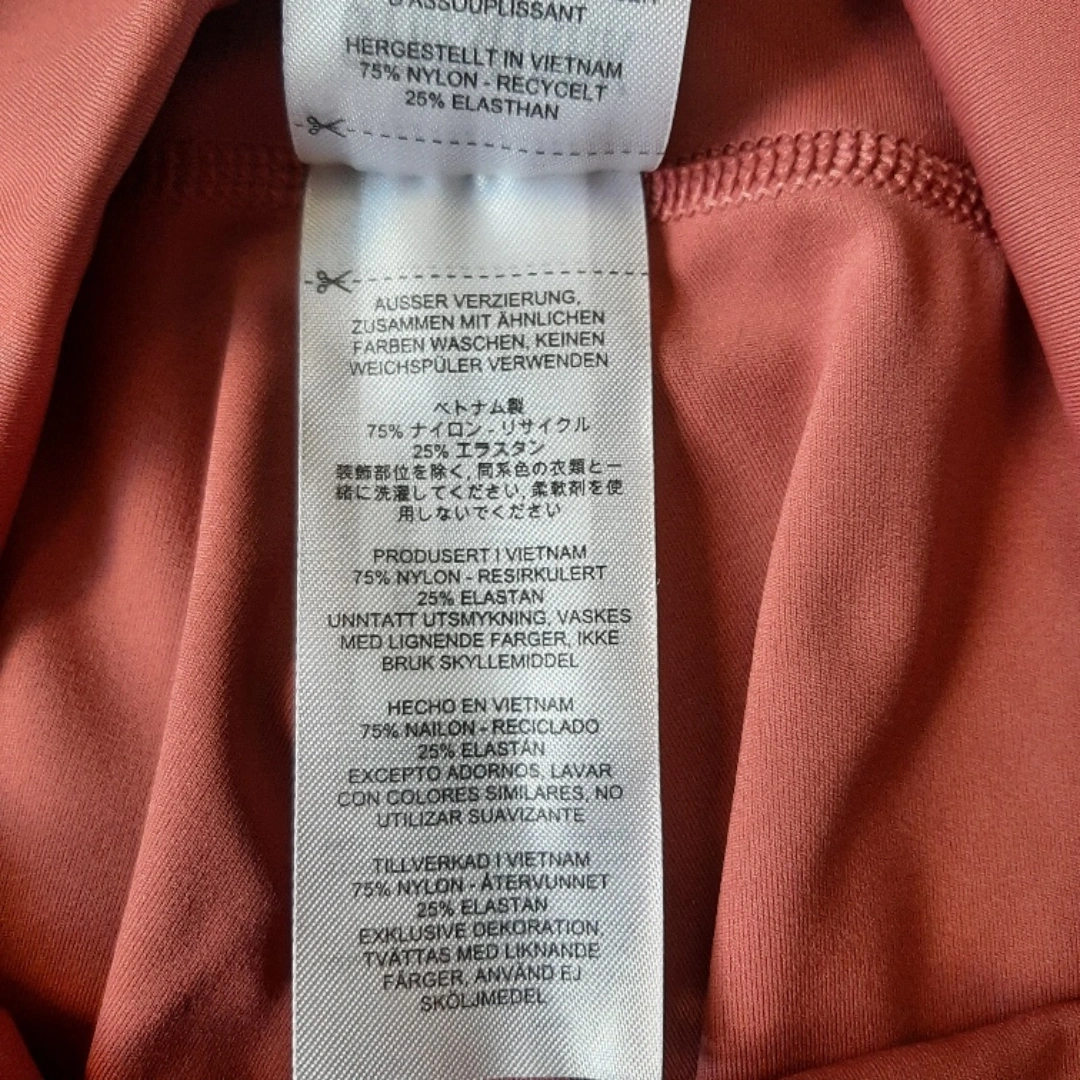 D'ASSOUPLISSANT
HERGESTELLT IN VIETNAM
75% NYLON - RECYCELT
25% ELASTHAN
AUSSER VERZIERUNG,
ZUSAMMEN MIT ÄHNLICHEN
FARBEN WASCHEN, KEINEN
WEICHSPÜLER VERWENDEN
ベトナム製
75% ナイロン - リサイクル
25% エラスタン
装飾部位を除く, 同系色の衣類と一
緒に洗濯してください, 柔軟剤を使
用しないでください
PRODUSERT I VIETNAM
75% NYLON - RESIRKULERT
25% ELASTAN
UNNTATT UTSMYKNING, VASKES
MED LIGNENDE FARGER, IKKE
BRUK SKYLLEMIDDEL
HECHO EN VIETNAM
75% NAILON - RECICLADO
25% ELASTÁN
EXCEPTO ADORNOS, LAVAR
CON COLORES SIMILARES, NO
UTILIZAR SUAVIZANTE
TILLVERKAD I VIETNAM
75% NYLON - ÅTERVUNNET
25% ELASTAN
EXKLUSIVE DEKORATION,
TVÄTTAS MED LIKNANDE
FÄRGER, ANVÄND EJ
SKÖLJMEDEL